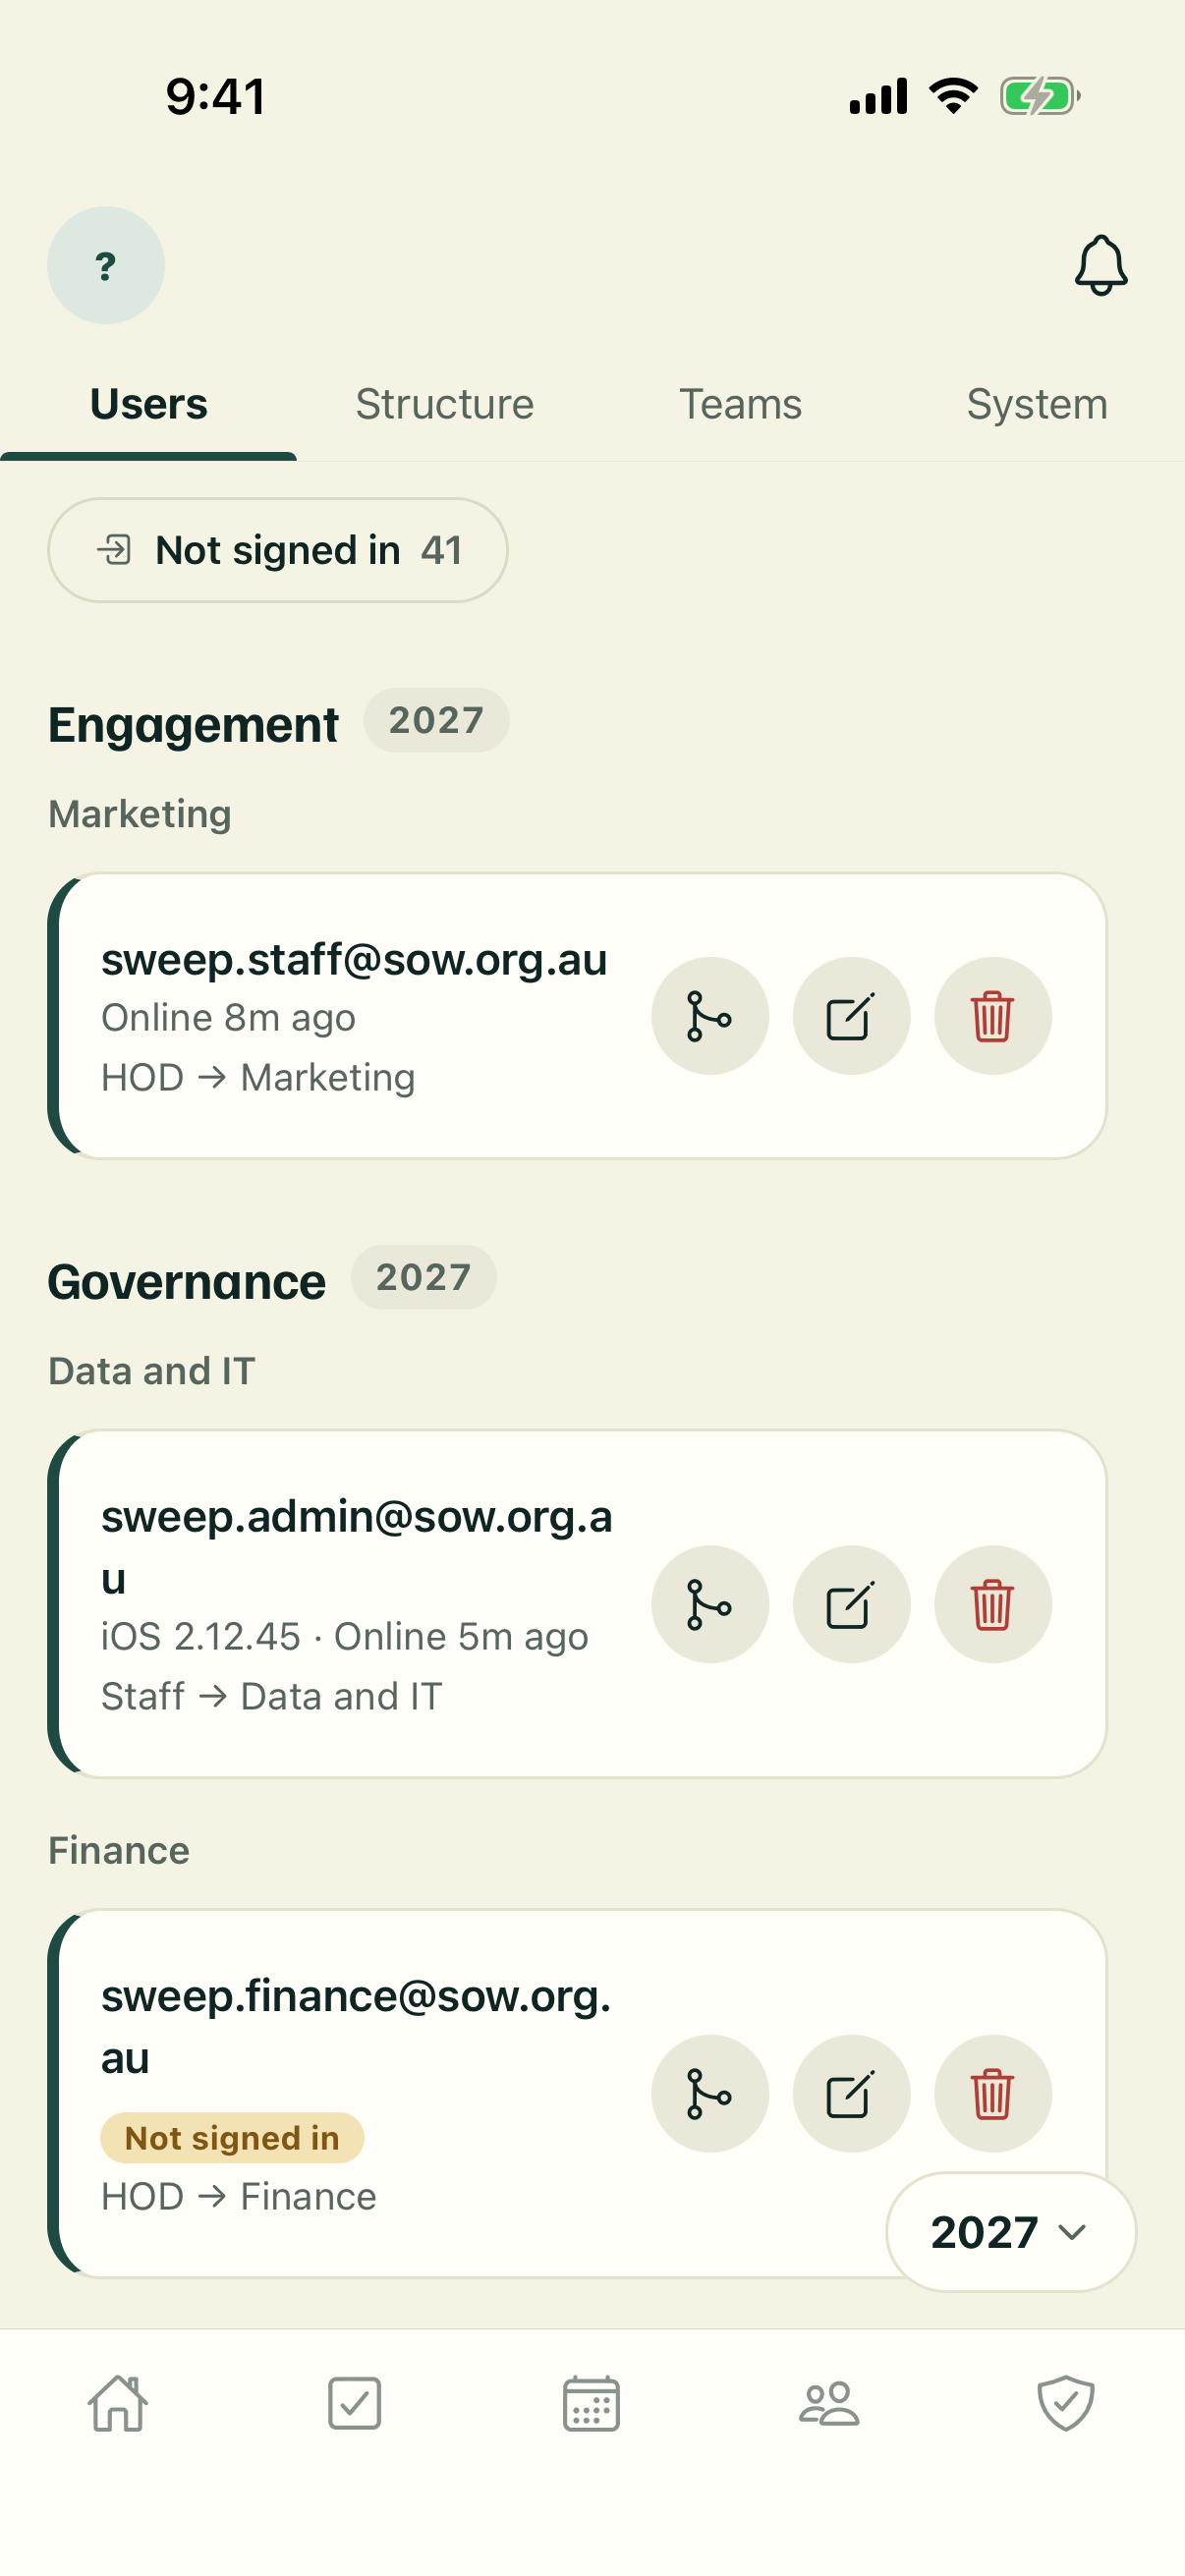 9:41
?
Users Structure Teams System
Not signed in 41
Engagement 2027
Marketing
sweep.staff@sow.org.au
Online 8m ago
HOD → Marketing
Governance 2027
Data and IT
sweep.admin@sow.org.a
u
iOS 2.12.45 · Online 5m ago
Staff → Data and IT
Finance
sweep.finance@sow.org.
au
Not signed in
HOD → Finance
2027